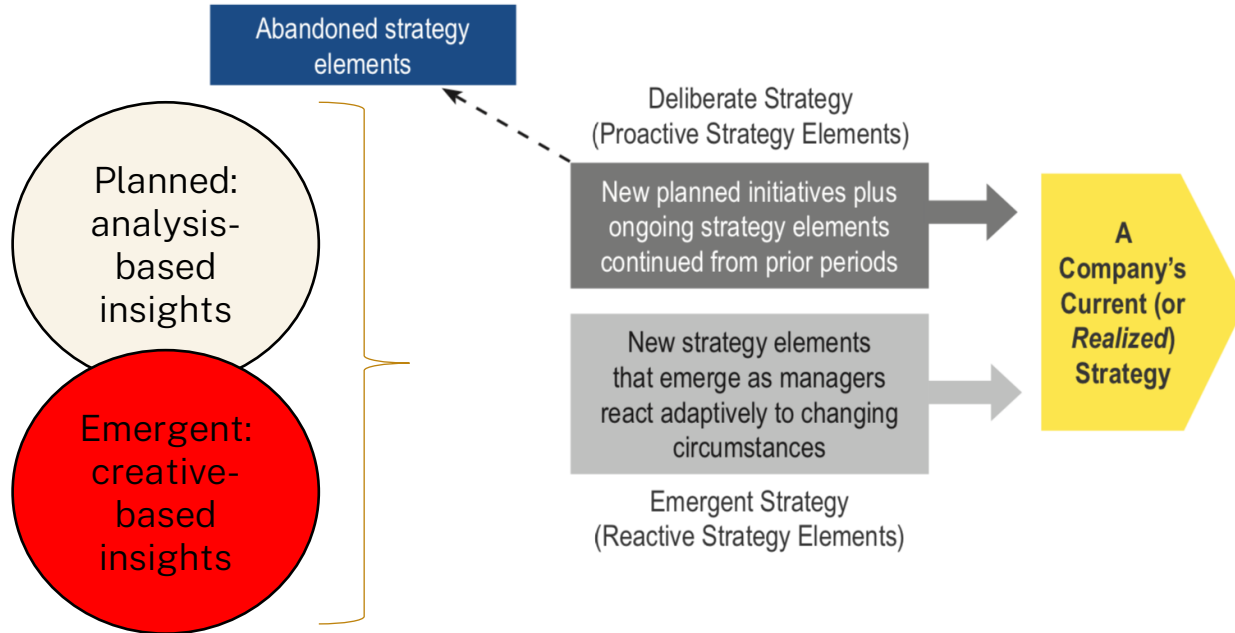 Abandoned strategy
elements
Deliberate Strategy
(Proactive Strategy Elements)
Planned:
analysis-
based
insights
New planned initiatives plus
ongoing strategy elements
continued from prior periods
A
Company’s
Current (or
Realized)
Strategy
Emergent:
creative-
based
insights
New strategy elements
that emerge as managers
react adaptively to changing
circumstances
Emergent Strategy
(Reactive Strategy Elements)